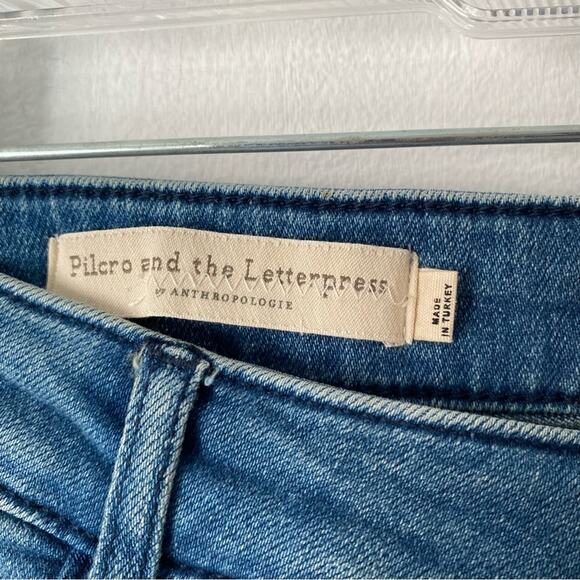 Pilcro and the Letterpress
BY ANTHROPOLOGIE
MADE
IN TURKEY